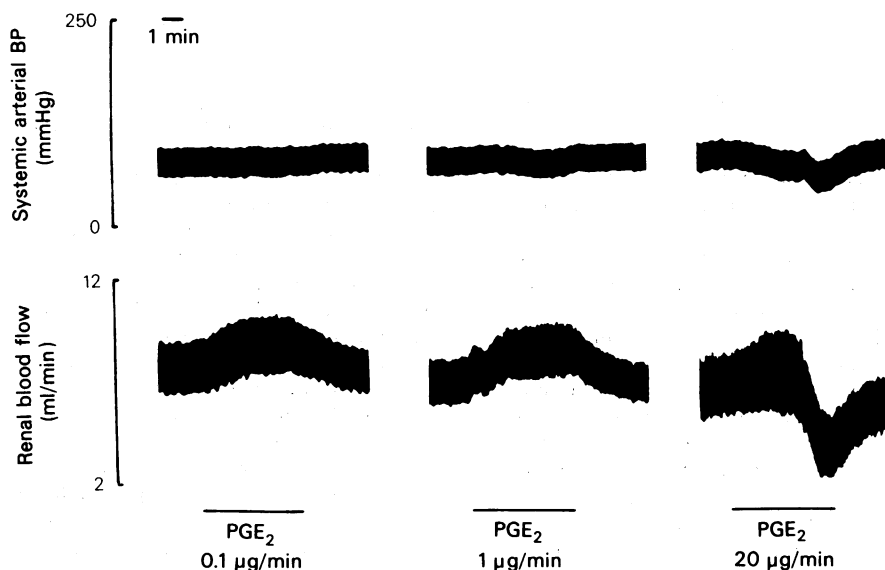 250
1 min
Systemic arterial BP
(mmHg)
0
12
Renal blood flow
(ml/min)
2
PGE₂
0.1 µg/min
PGE₂
1 µg/min
PGE₂
20 µg/min